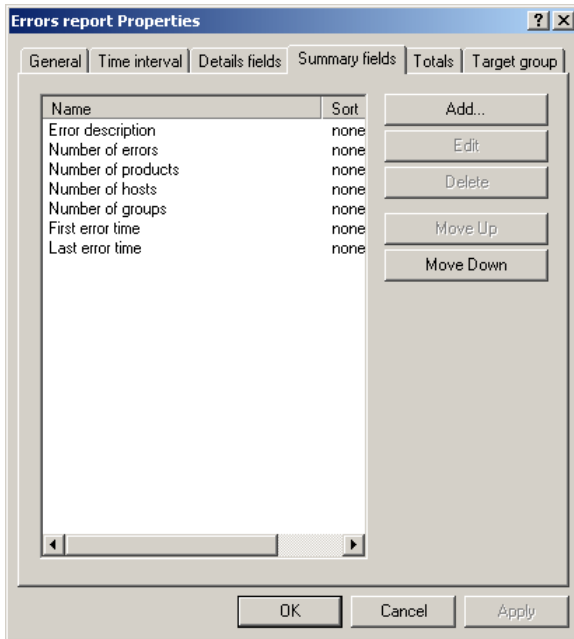 Errors report Properties
General Time interval Details fields Summary fields Totals Target group
Name Sort Add...
Error description none
Number of errors none Edit
Number of products none
Number of hosts none Delete
Number of groups none
First error time none Move Up
Last error time none
Move Down
OK Cancel Apply